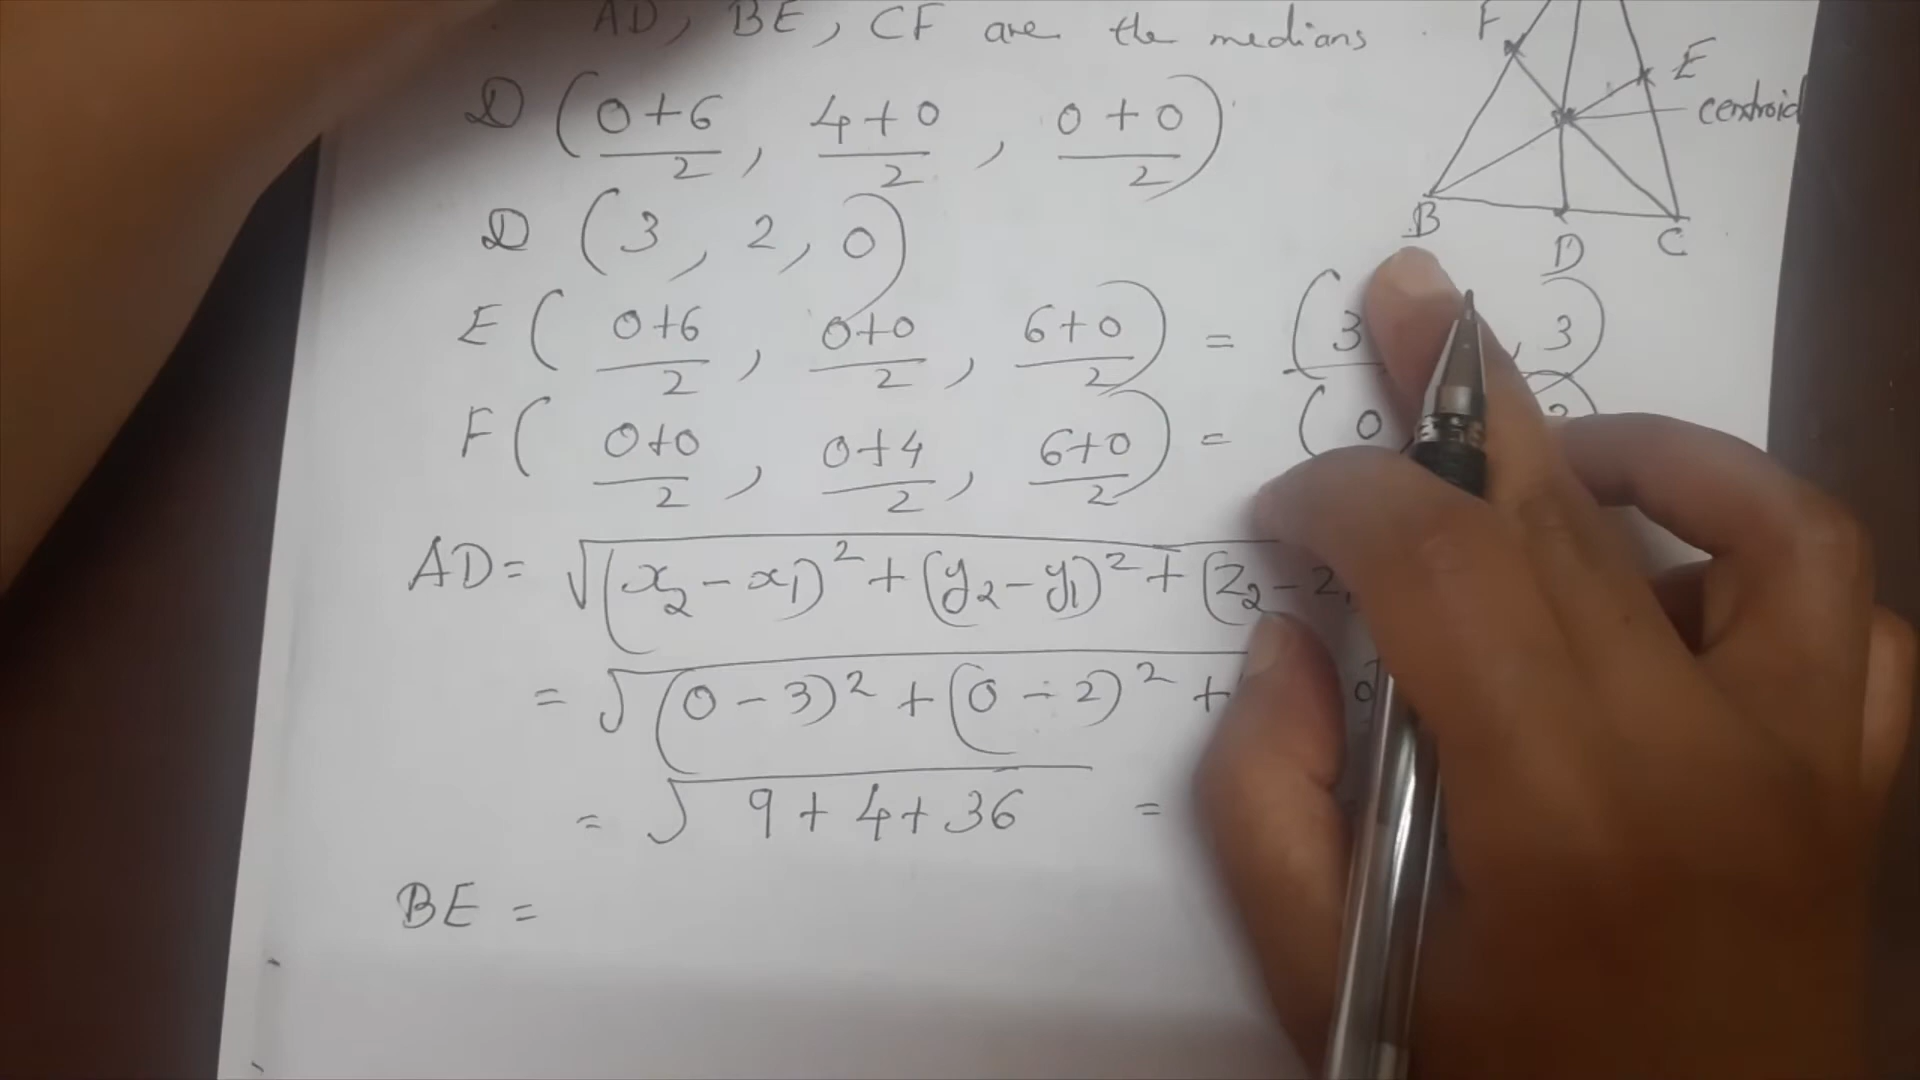 AD, BE, CF are the medians
D (0+6/2, 4+0/2, 0+0/2)
D (3, 2, 0)
E (0+6/2, 0+0/2, 6+0/2) = (3 , 3)
F (0+0/2, 0+4/2, 6+0/2) = (0,
AD = √(x₂ - x₁)² + (y₂ - y₁)² + (z₂ - z
= √(0 - 3)² + (0 - 2)² +
= √9 + 4 + 36 =
BE =
F
E
centroid
B
D
C